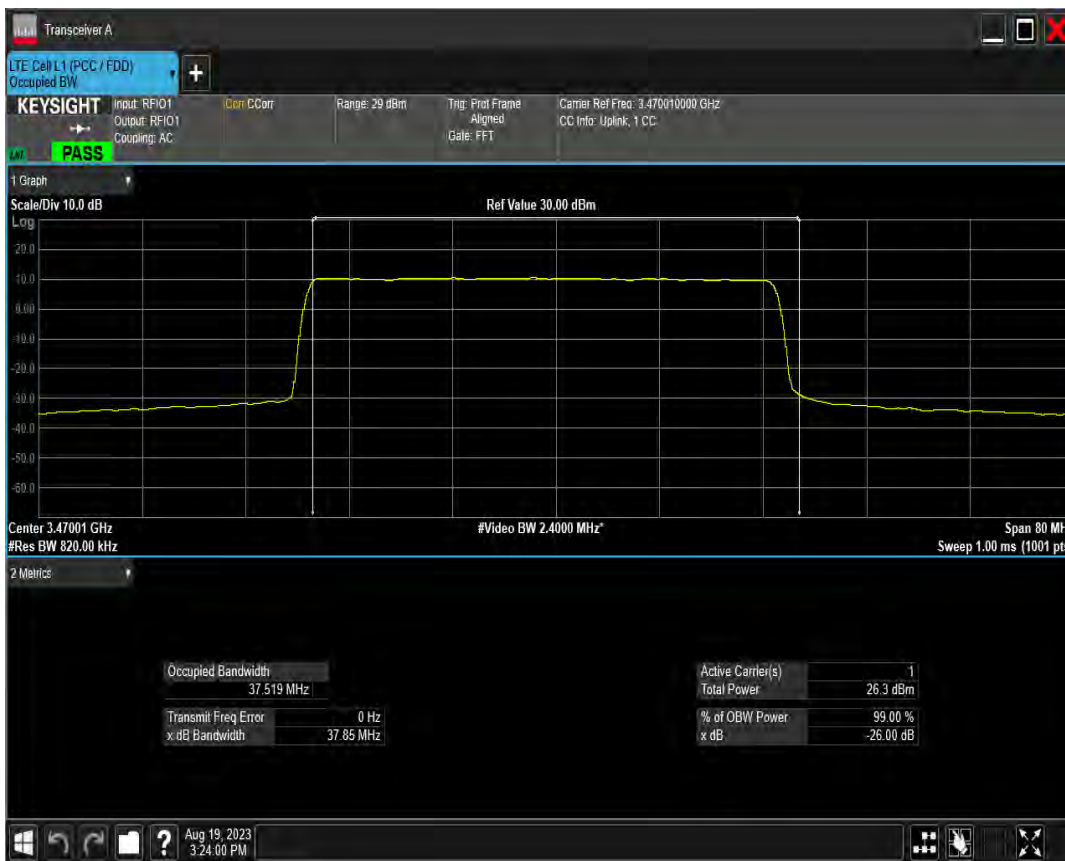 Transceiver A
LTE Cell L1 (PCC / FDD)
Occupied BW
+
KEYSIGHT
Input: RFIO1
Output: RFIO1
Coupling: AC
Corr CCorr
Range: 29 dBm
Trig: Prot Frame
Aligned
Gate: FFT
Carrier Ref Freq: 3.470010000 GHz
CC Info: Uplink, 1 CC
PASS
1 Graph
Scale/Div 10.0 dB
Ref Value 30.00 dBm
Log
20.0
10.0
0.00
-10.0
-20.0
-30.0
-40.0
-50.0
-60.0
Center 3.47001 GHz
#Video BW 2.4000 MHz*
Span 80 MH
#Res BW 820.00 kHz
Sweep 1.00 ms (1001 pts
2 Metrics
Occupied Bandwidth
37.519 MHz
Transmit Freq Error 0 Hz
x dB Bandwidth 37.85 MHz
Active Carrier(s) 1
Total Power 26.3 dBm
% of OBW Power 99.00 %
x dB -26.00 dB
?
Aug 19, 2023
3:24:00 PM